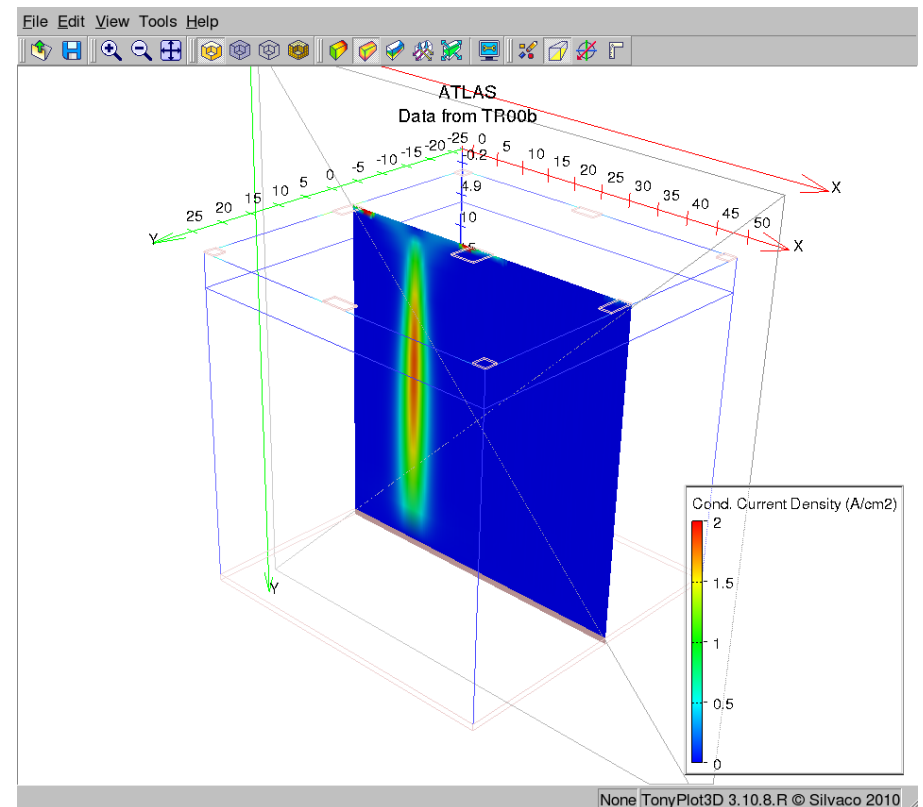 File Edit View Tools Help
ATLAS
Data from TR00b
25 20 15 10 5 0 -5 -10 -15 -20 -25
0 5 10 15 20 25 30 35 40 45 50
-0.2
4.9
10
X
X
Y
Y
Cond. Current Density (A/cm2)
2
1.5
1
0.5
0
None TonyPlot3D 3.10.8.R © Silvaco 2010